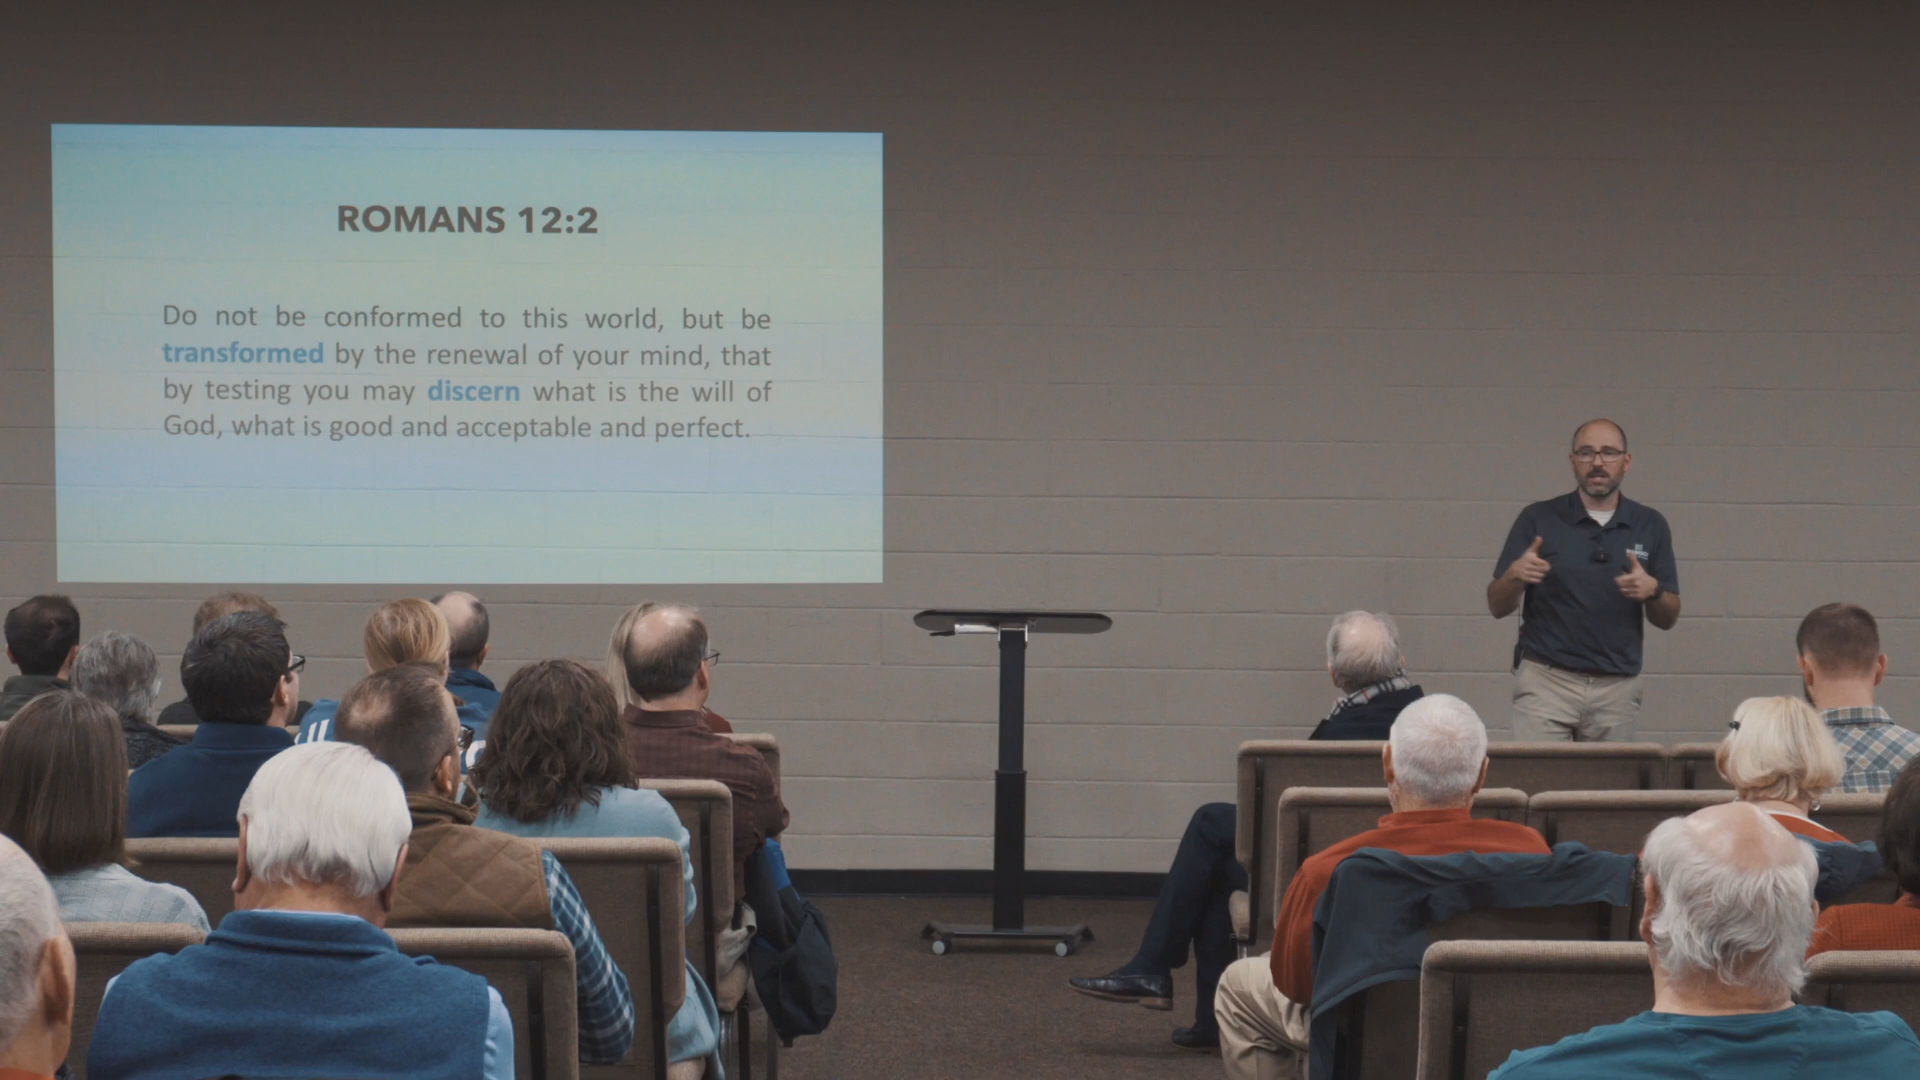 ROMANS 12:2
Do not be conformed to this world, but be
transformed by the renewal of your mind, that
by testing you may discern what is the will of
God, what is good and acceptable and perfect.